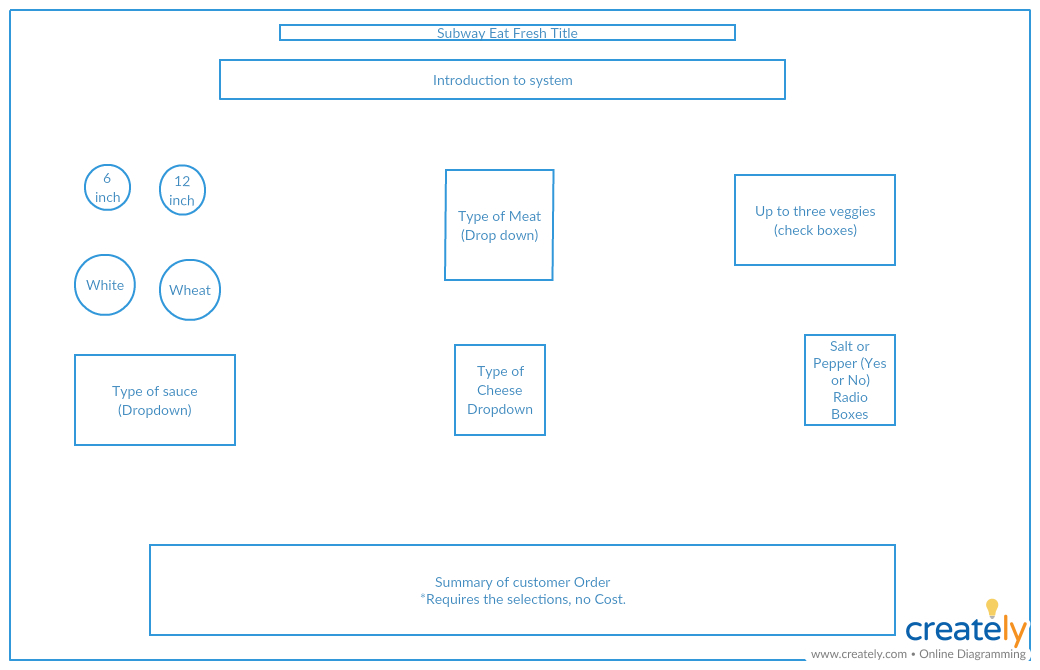 Subway Eat Fresh Title
Introduction to system
6
inch
12
inch
Type of Meat
(Drop down)
Up to three veggies
(check boxes)
White
Wheat
Type of sauce
(Dropdown)
Type of
Cheese
Dropdown
Salt or
Pepper (Yes
or No)
Radio
Boxes
Summary of customer Order
*Requires the selections, no Cost.
creately
www.creately.com • Online Diagramming